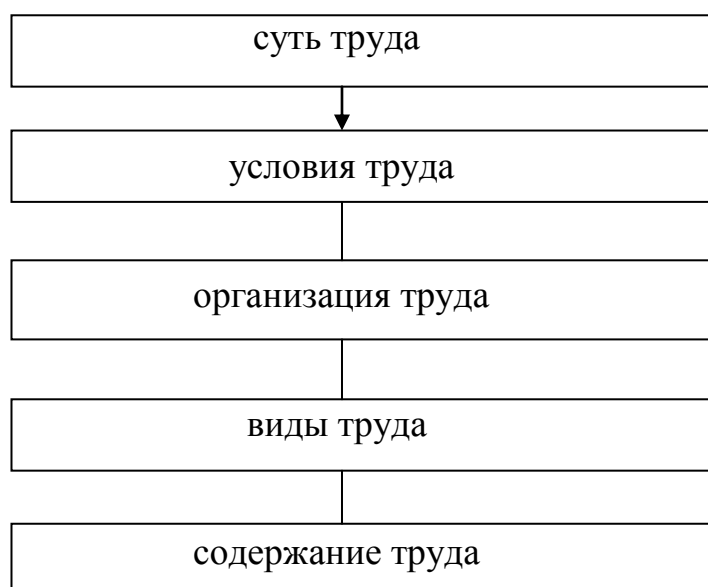 суть труда
условия труда
организация труда
виды труда
содержание труда